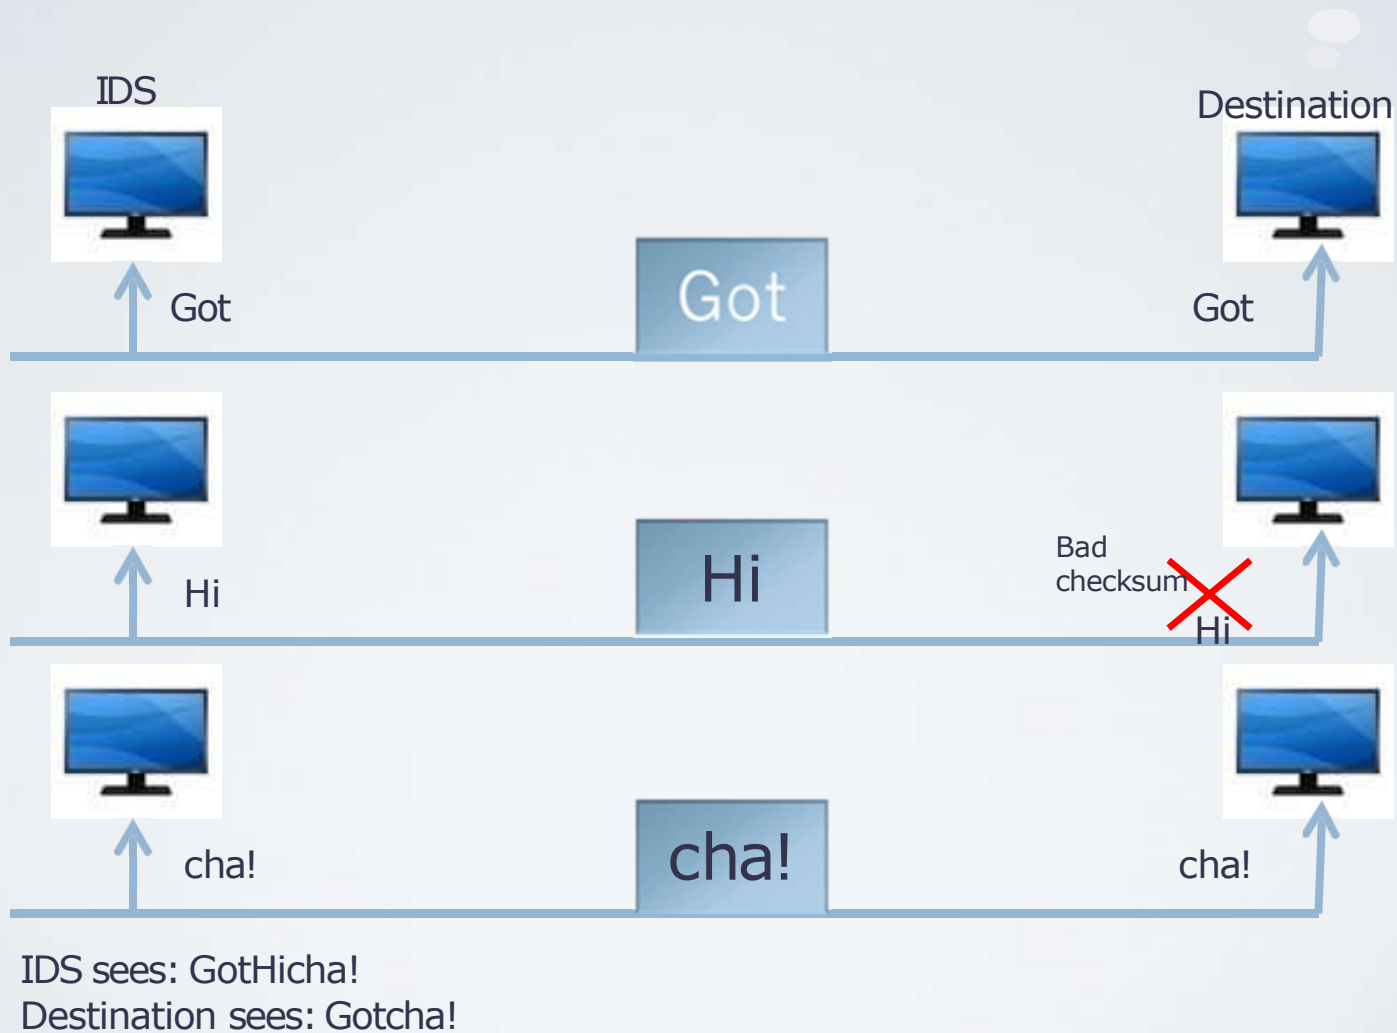 IDS
Destination
Got
Got
Got
Hi
Hi
Bad
checksum
Hi
cha!
cha!
cha!
IDS sees: GotHicha!
Destination sees: Gotcha!